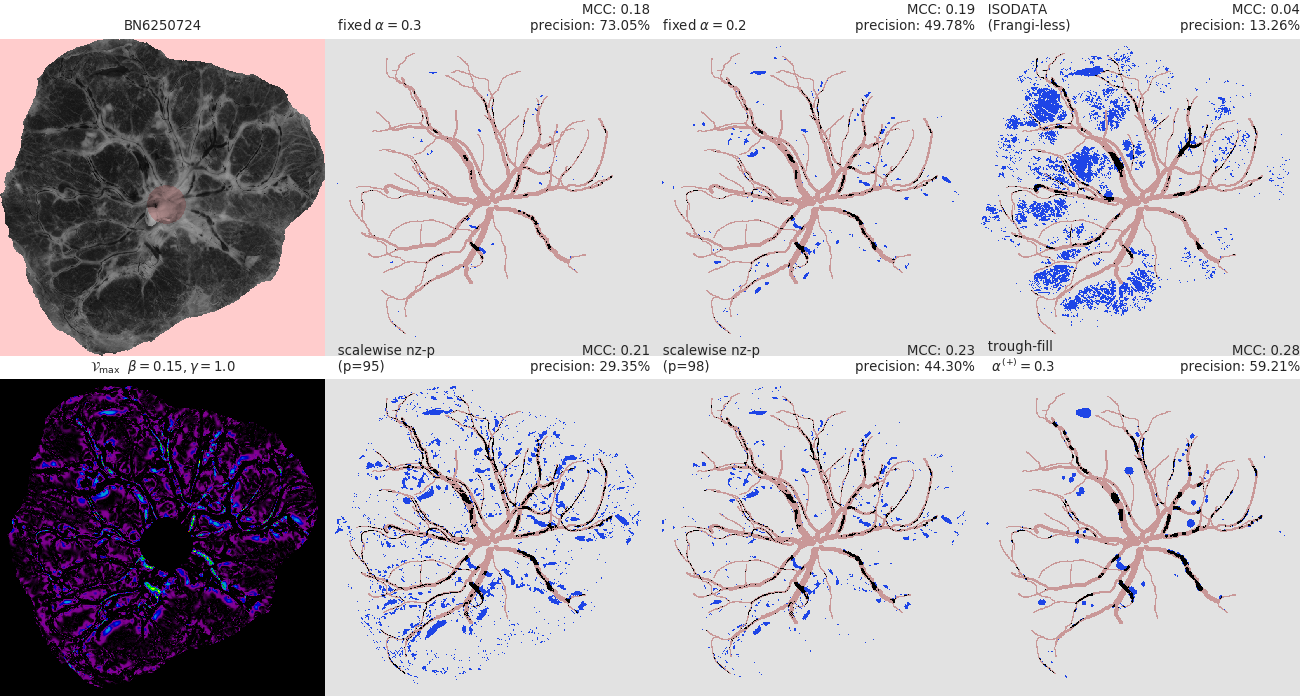 BN6250724
fixed α = 0.3
MCC: 0.18
precision: 73.05%
fixed α = 0.2
MCC: 0.19
precision: 49.78%
ISODATA
(Frangi-less)
MCC: 0.04
precision: 13.26%
𝒱max β = 0.15, γ = 1.0
scalewise nz-p
(p=95)
MCC: 0.21
precision: 29.35%
scalewise nz-p
(p=98)
MCC: 0.23
precision: 44.30%
trough-fill
α(+) = 0.3
MCC: 0.28
precision: 59.21%